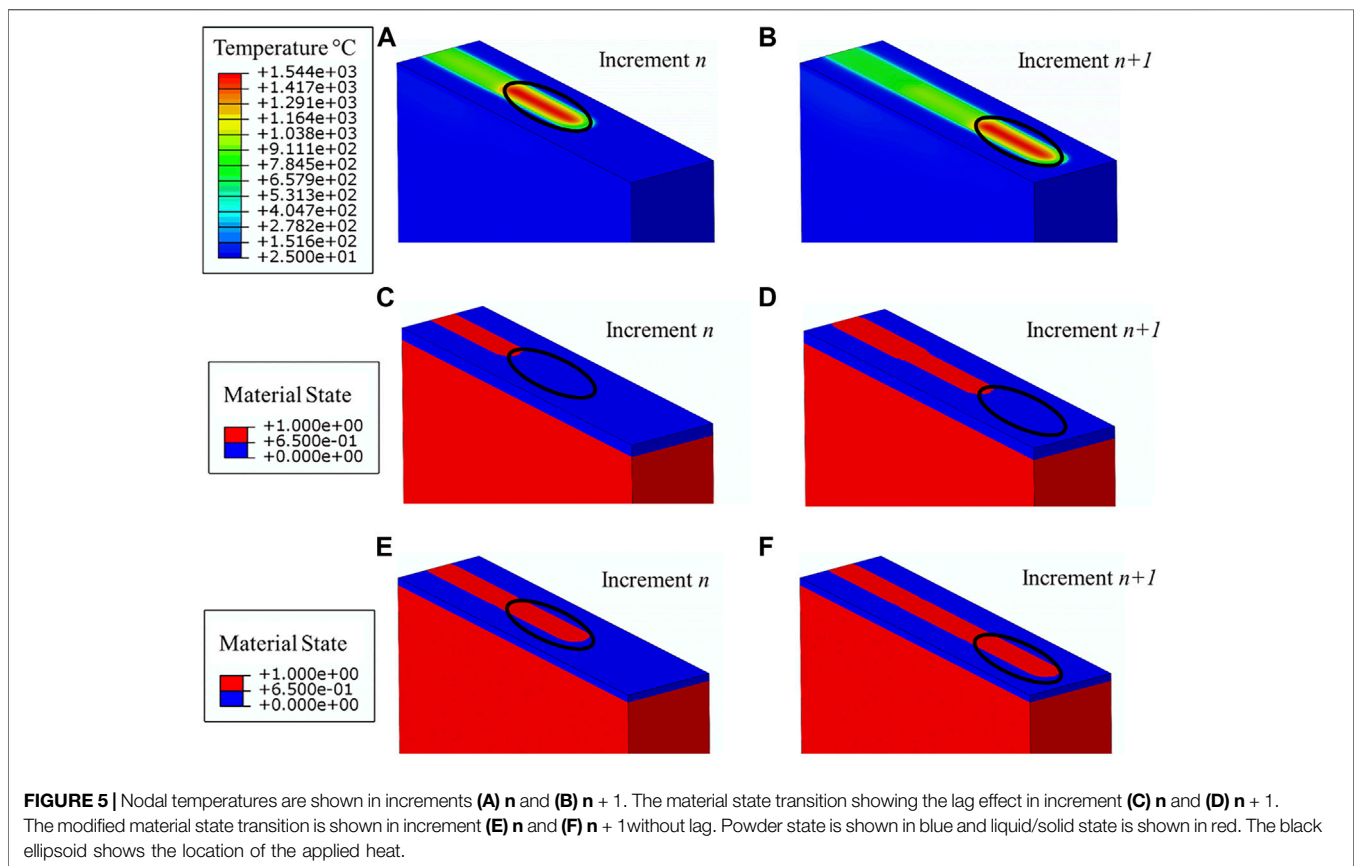 Temperature °C
+1.544e+03
+1.417e+03
+1.291e+03
+1.164e+03
+1.038e+03
+9.111e+02
+7.845e+02
+6.579e+02
+5.313e+02
+4.047e+02
+2.782e+02
+1.516e+02
+2.500e+01
A
Increment n
B
Increment n+1
C
Increment n
D
Increment n+1
Material State
+1.000e+00
+6.500e-01
+0.000e+00
E
Increment n
F
Increment n+1
Material State
+1.000e+00
+6.500e-01
+0.000e+00
FIGURE 5 | Nodal temperatures are shown in increments (A) n and (B) n + 1. The material state transition showing the lag effect in increment (C) n and (D) n + 1.
The modified material state transition is shown in increment (E) n and (F) n + 1without lag. Powder state is shown in blue and liquid/solid state is shown in red. The black
ellipsoid shows the location of the applied heat.